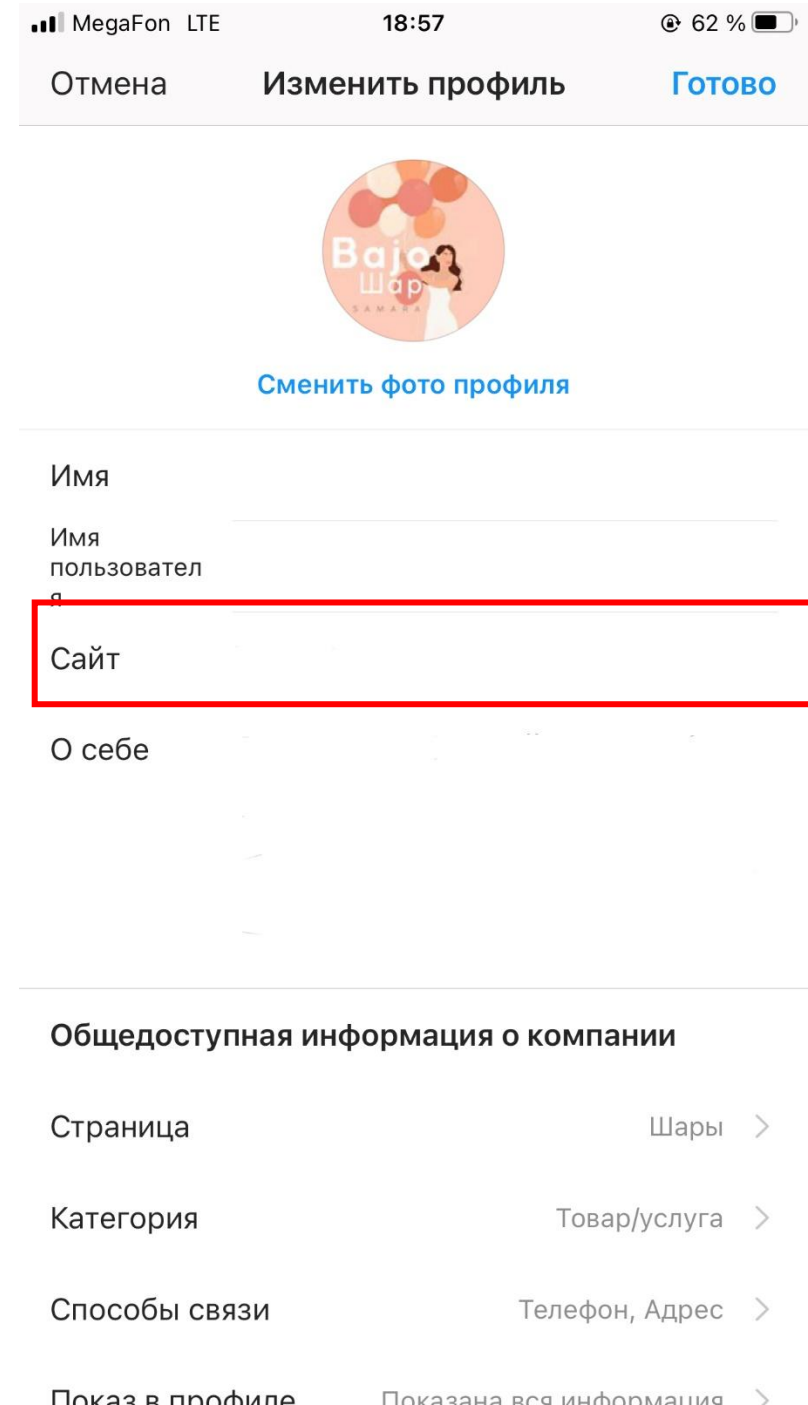 MegaFon LTE 18:57 62 %
Отмена Изменить профиль Готово
Bajo
Шар
SAMARA
Сменить фото профиля
Имя
Имя
пользовател
я
Сайт
О себе
Общедоступная информация о компании
Страница Шары
Категория Товар/услуга
Способы связи Телефон, Адрес
Показ в профиле Показана вся информация